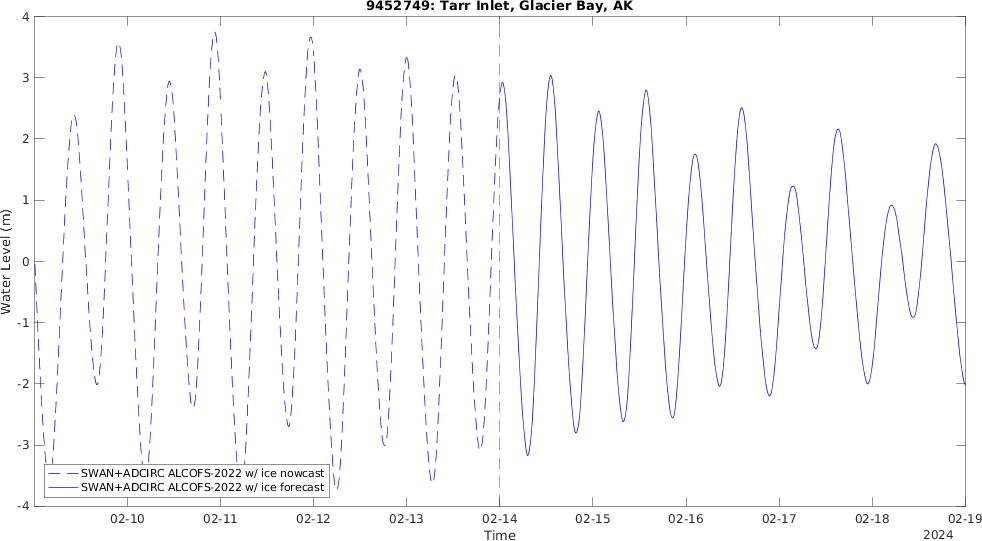 9452749: Tarr Inlet, Glacier Bay, AK
Water Level (m)
4
3
2
1
0
-1
-2
-3
-4
SWAN+ADCIRC ALCOFS-2022 w/ ice nowcast
SWAN+ADCIRC ALCOFS-2022 w/ ice forecast
02-10 02-11 02-12 02-13 02-14 02-15 02-16 02-17 02-18 02-19
Time
2024